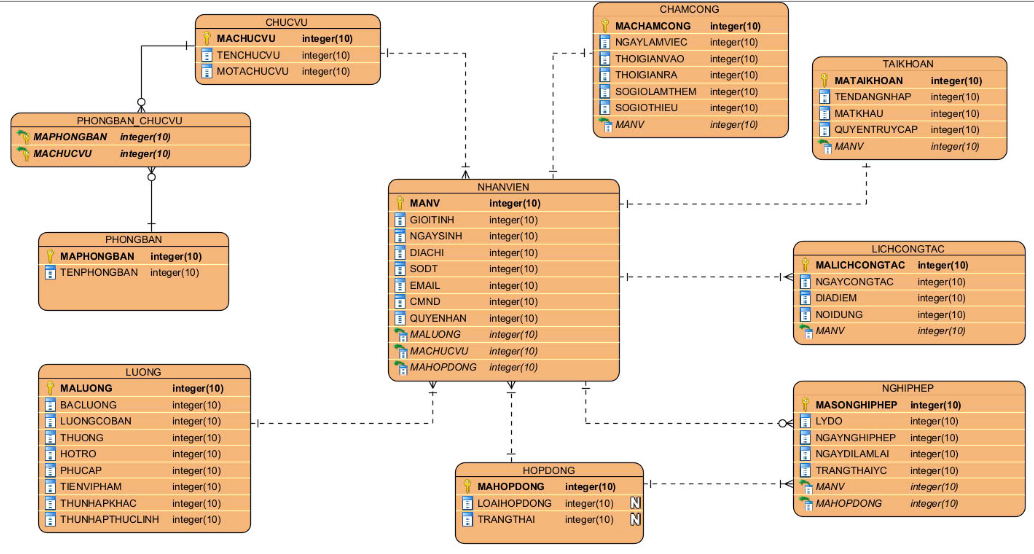 CHUCVU
MACHUCVU integer(10)
TENCHUCVU integer(10)
MOTACHUCVU integer(10)
CHAMCONG
MACHAMCONG integer(10)
NGAYLAMVIEC integer(10)
THOIGIANVAO integer(10)
THOIGIANRA integer(10)
SOGIOLAMTHEM integer(10)
SOGIOTHIEU integer(10)
MANV integer(10)
TAIKHOAN
MATAIKHOAN integer(10)
TENDANGNHAP integer(10)
MATKHAU integer(10)
QUYENTRUYCAP integer(10)
MANV integer(10)
PHONGBAN_CHUCVU
MAPHONGBAN integer(10)
MACHUCVU integer(10)
NHANVIEN
MANV integer(10)
GIOITINH integer(10)
NGAYSINH integer(10)
DIACHI integer(10)
SODT integer(10)
EMAIL integer(10)
CMND integer(10)
QUYENHAN integer(10)
MALUONG integer(10)
MACHUCVU integer(10)
MAHOPDONG integer(10)
PHONGBAN
MAPHONGBAN integer(10)
TENPHONGBAN integer(10)
LICHCONGTAC
MALICHCONGTAC integer(10)
NGAYCONGTAC integer(10)
DIADIEM integer(10)
NOIDUNG integer(10)
MANV integer(10)
LUONG
MALUONG integer(10)
BACLUONG integer(10)
LUONGCOBAN integer(10)
THUONG integer(10)
HOTRO integer(10)
PHUCAP integer(10)
TIENVIPHAM integer(10)
THUNHAPKHAC integer(10)
THUNHAPTHUCLINH integer(10)
NGHIPHEP
MASONGHIPHEP integer(10)
LYDO integer(10)
NGAYNGHIPHEP integer(10)
NGAYDILAMLAI integer(10)
TRANGTHAIYC integer(10)
MANV integer(10)
MAHOPDONG integer(10)
HOPDONG
MAHOPDONG integer(10)
LOAIHOPDONG integer(10) N
TRANGTHAI integer(10) N